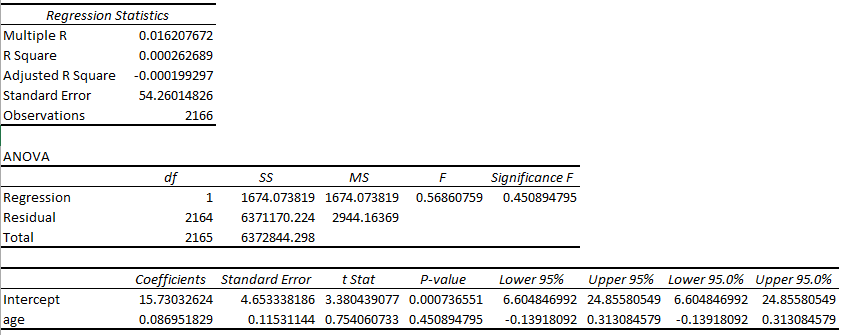 Regression Statistics
Multiple R 0.016207672
R Square 0.000262689
Adjusted R Square -0.000199297
Standard Error 54.26014826
Observations 2166
ANOVA
df SS MS F Significance F
Regression 1 1674.073819 1674.073819 0.56860759 0.450894795
Residual 2164 6371170.224 2944.16369
Total 2165 6372844.298
Coefficients Standard Error t Stat P-value Lower 95% Upper 95% Lower 95.0% Upper 95.0%
Intercept 15.73032624 4.653338186 3.380439077 0.000736551 6.604846992 24.85580549 6.604846992 24.85580549
age 0.086951829 0.11531144 0.754060733 0.450894795 -0.13918092 0.313084579 -0.13918092 0.313084579